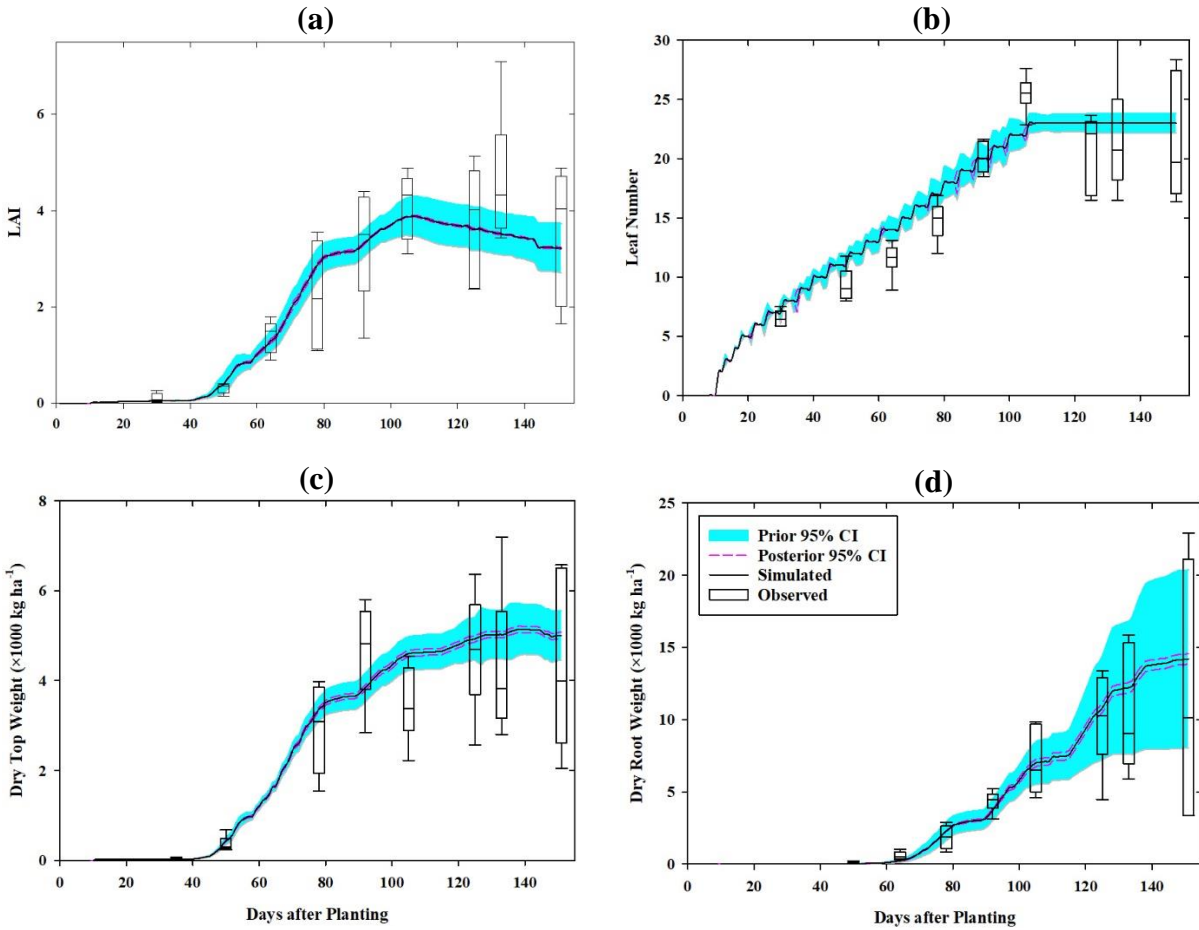 (a)
6
4
2
0
LAI
0 20 40 60 80 100 120 140
(b)
30
25
20
15
10
5
0
Leaf Number
0 20 40 60 80 100 120 140
(c)
8
6
4
2
0
Dry Top Weight (×1000 kg ha⁻¹)
0 20 40 60 80 100 120 140
Days after Planting
(d)
25
20
15
10
5
0
Dry Root Weight (×1000 kg ha⁻¹)
Prior 95% CI
Posterior 95% CI
Simulated
Observed
0 20 40 60 80 100 120 140
Days after Planting